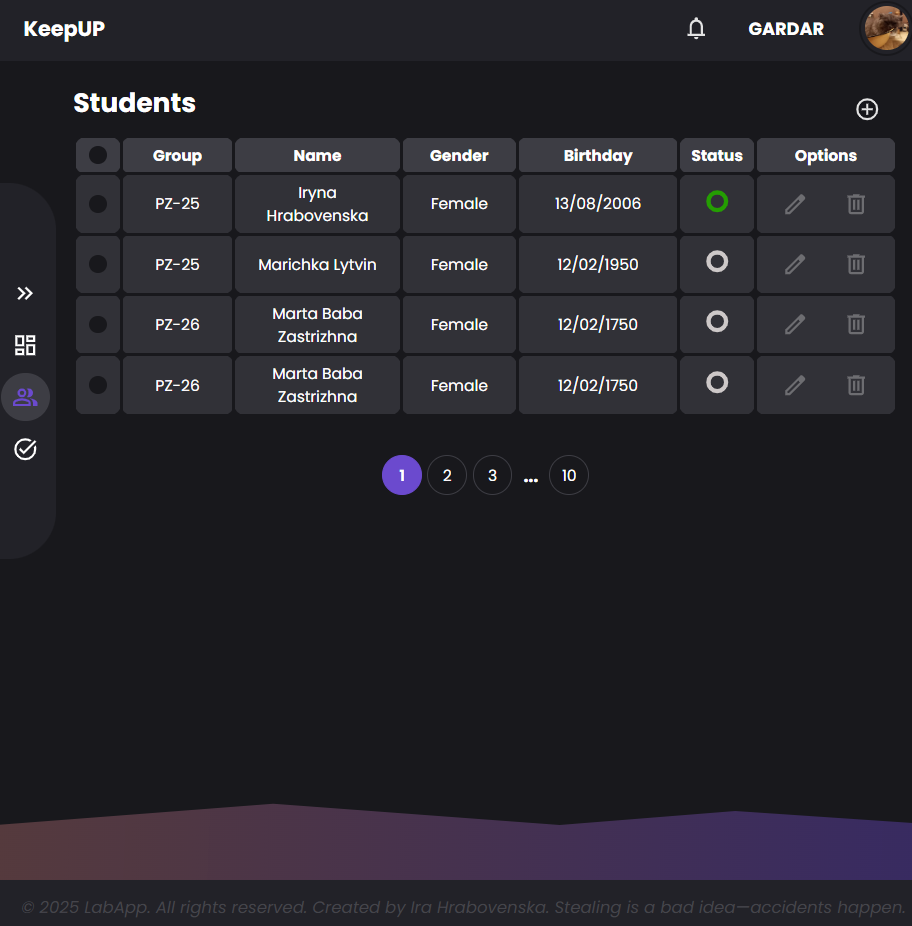 KeepUP
GARDAR
Students
Group Name Gender Birthday Status Options
PZ-25 Iryna Hrabovenska Female 13/08/2006
PZ-25 Marichka Lytvin Female 12/02/1950
PZ-26 Marta Baba Zastrizhna Female 12/02/1750
PZ-26 Marta Baba Zastrizhna Female 12/02/1750
1 2 3 ... 10
© 2025 LabApp. All rights reserved. Created by Ira Hrabovenska. Stealing is a bad idea—accidents happen.